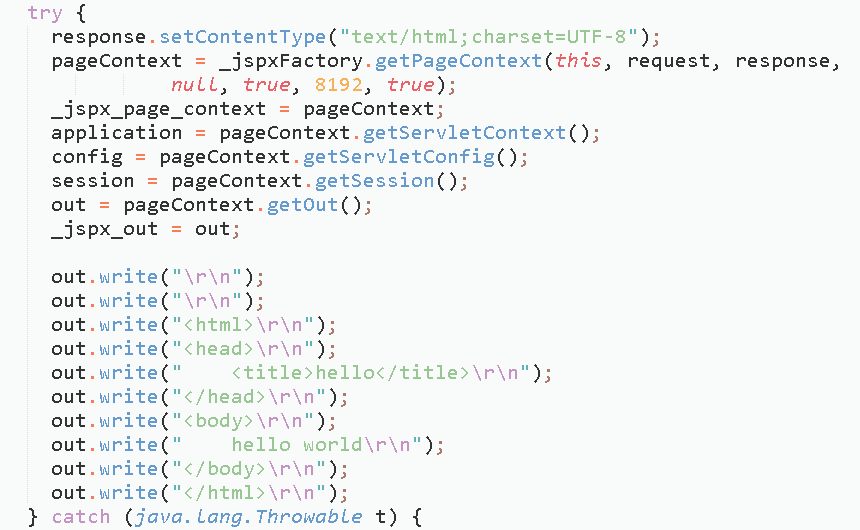 try {
  response.setContentType("text/html;charset=UTF-8");
  pageContext = _jspxFactory.getPageContext(this, request, response,
            null, true, 8192, true);
  _jspx_page_context = pageContext;
  application = pageContext.getServletContext();
  config = pageContext.getServletConfig();
  session = pageContext.getSession();
  out = pageContext.getOut();
  _jspx_out = out;

  out.write("\r\n");
  out.write("\r\n");
  out.write("<html>\r\n");
  out.write("<head>\r\n");
  out.write("    <title>hello</title>\r\n");
  out.write("</head>\r\n");
  out.write("<body>\r\n");
  out.write("    hello world\r\n");
  out.write("</body>\r\n");
  out.write("</html>\r\n");
} catch (java.lang.Throwable t) {